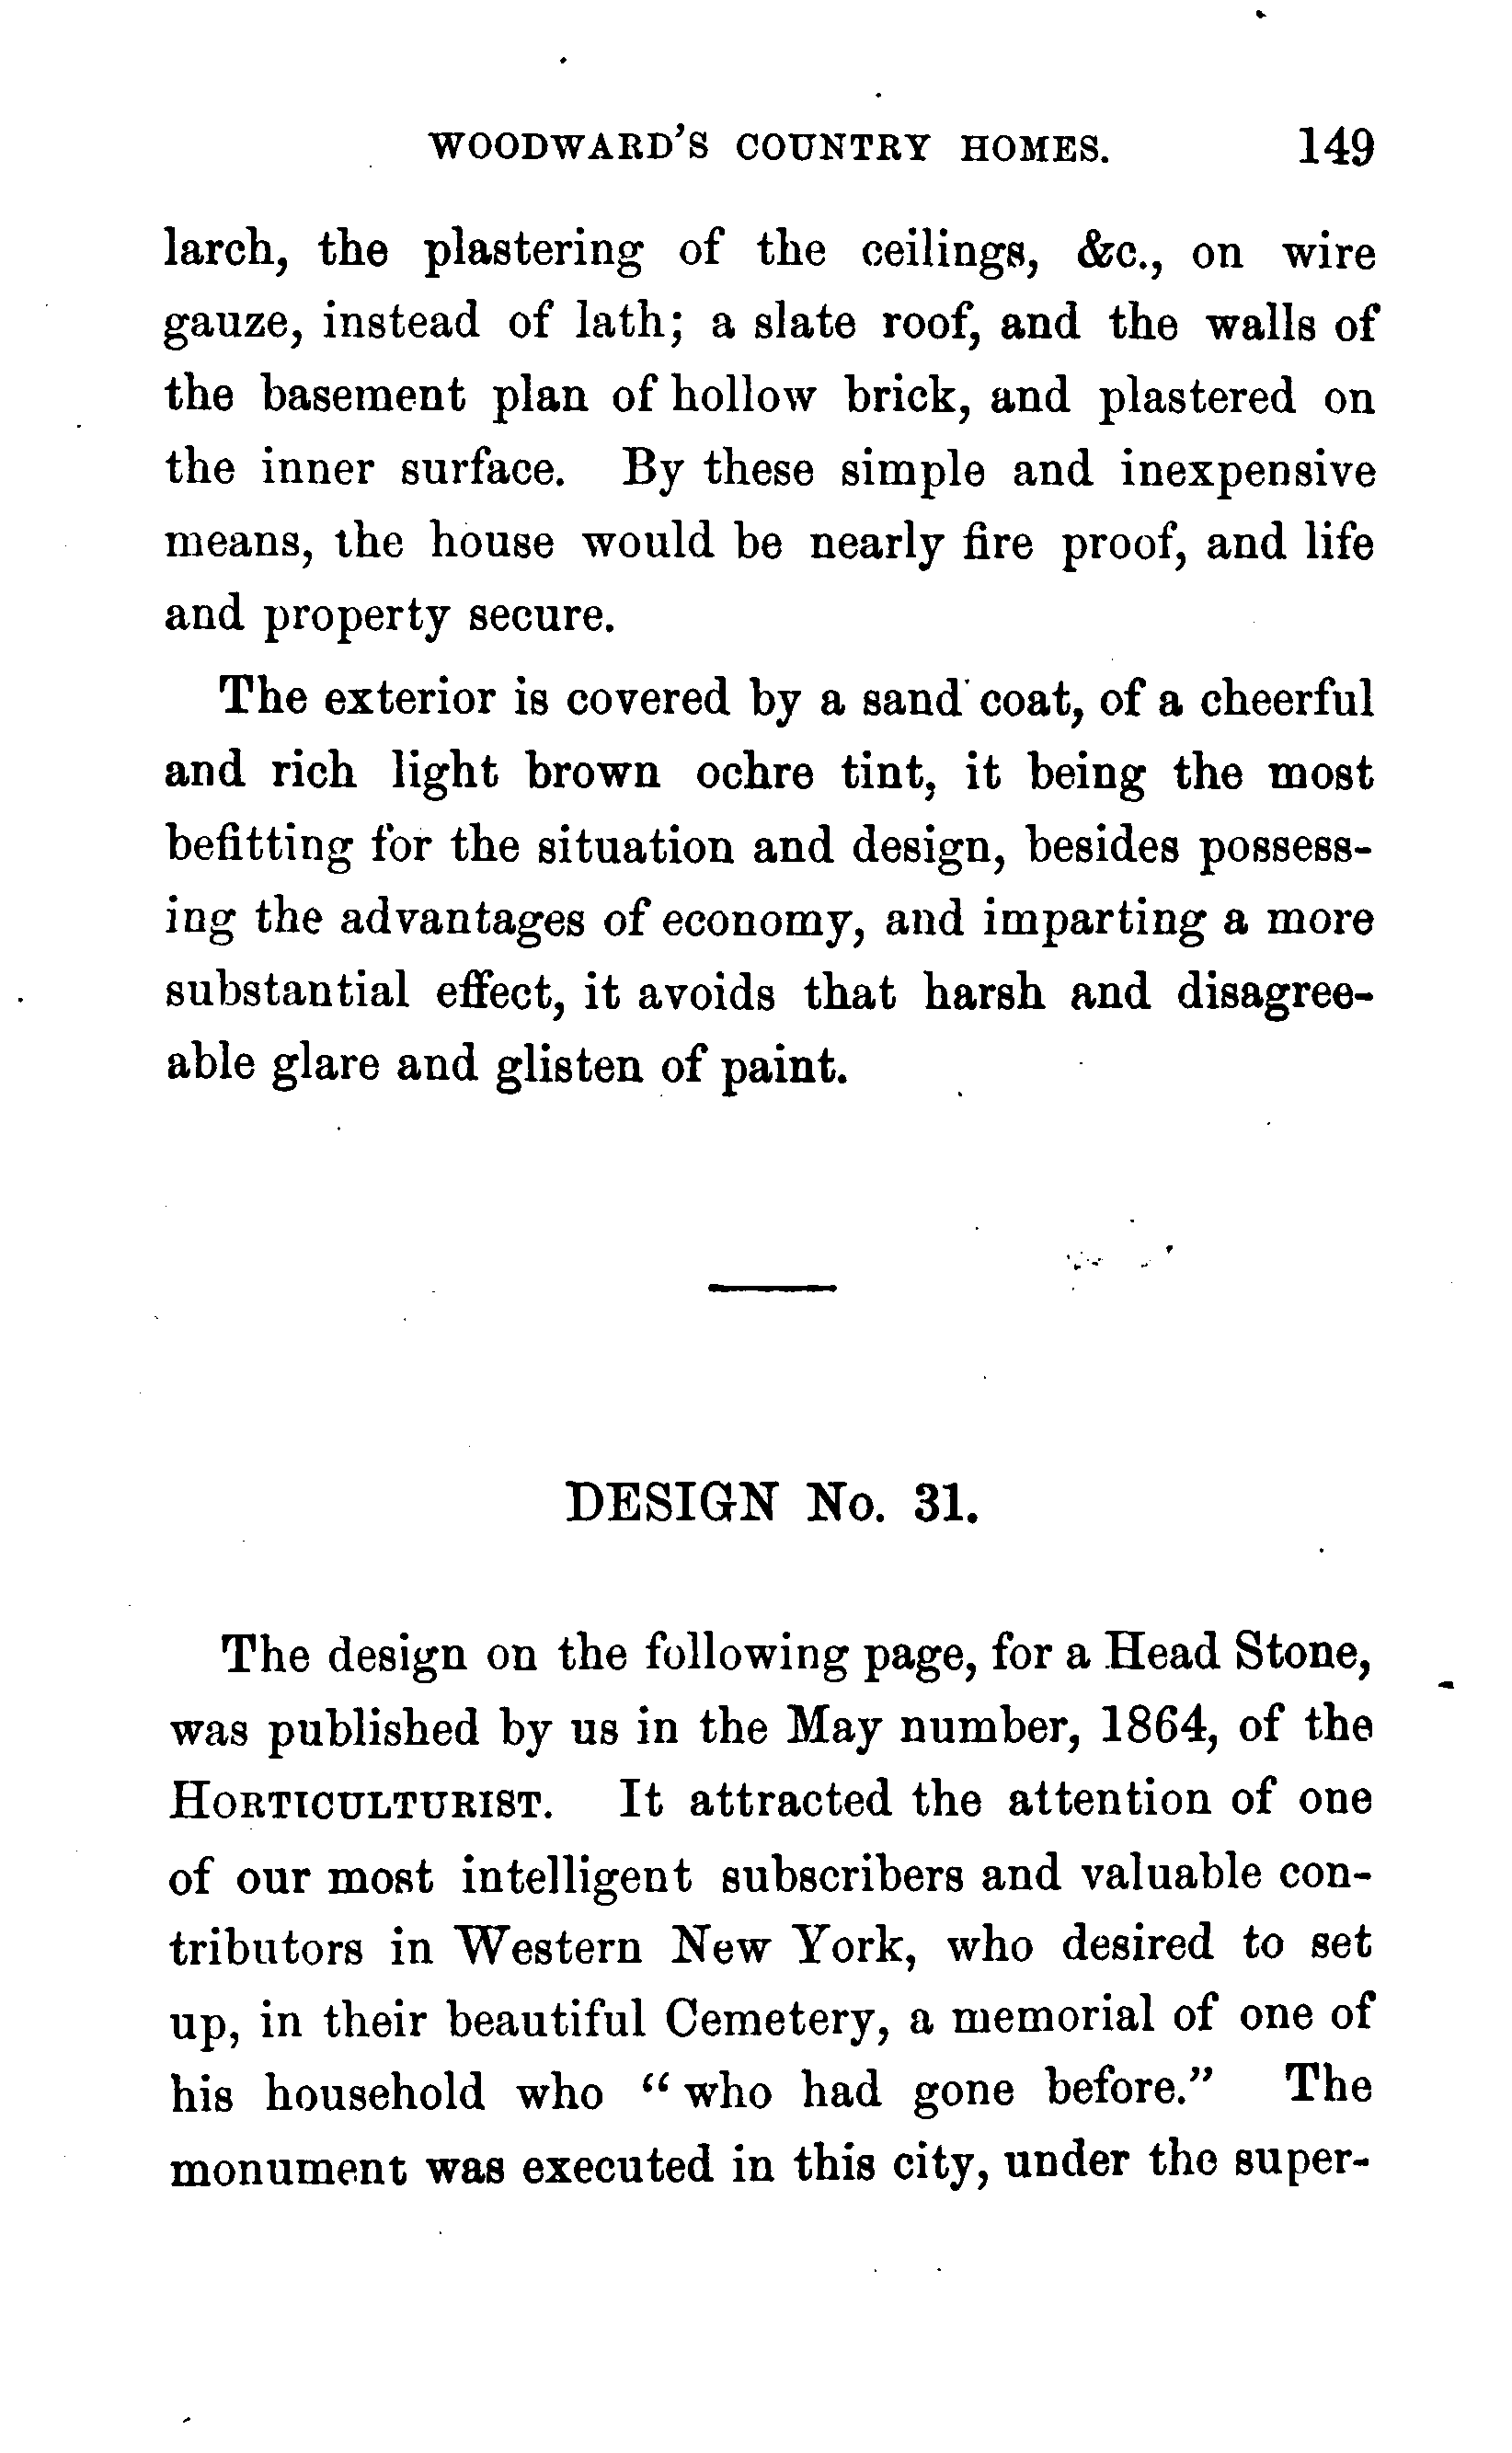 WOODWARD'S COUNTRY HOMES. 149
larch, the plastering of the ceilings, &c., on wire
gauze, instead of lath; a slate roof, and the walls of
the basement plan of hollow brick, and plastered on
the inner surface. By these simple and inexpensive
means, the house would be nearly fire proof, and life
and property secure.
The exterior is covered by a sand coat, of a cheerful
and rich light brown ochre tint, it being the most
befitting for the situation and design, besides possess-
ing the advantages of economy, and imparting a more
substantial effect, it avoids that harsh and disagree-
able glare and glisten of paint.
DESIGN No. 31.
The design on the following page, for a Head Stone,
was published by us in the May number, 1864, of the
HORTICULTURIST. It attracted the attention of one
of our most intelligent subscribers and valuable con-
tributors in Western New York, who desired to set
up, in their beautiful Cemetery, a memorial of one of
his household who "who had gone before." The
monument was executed in this city, under the super-